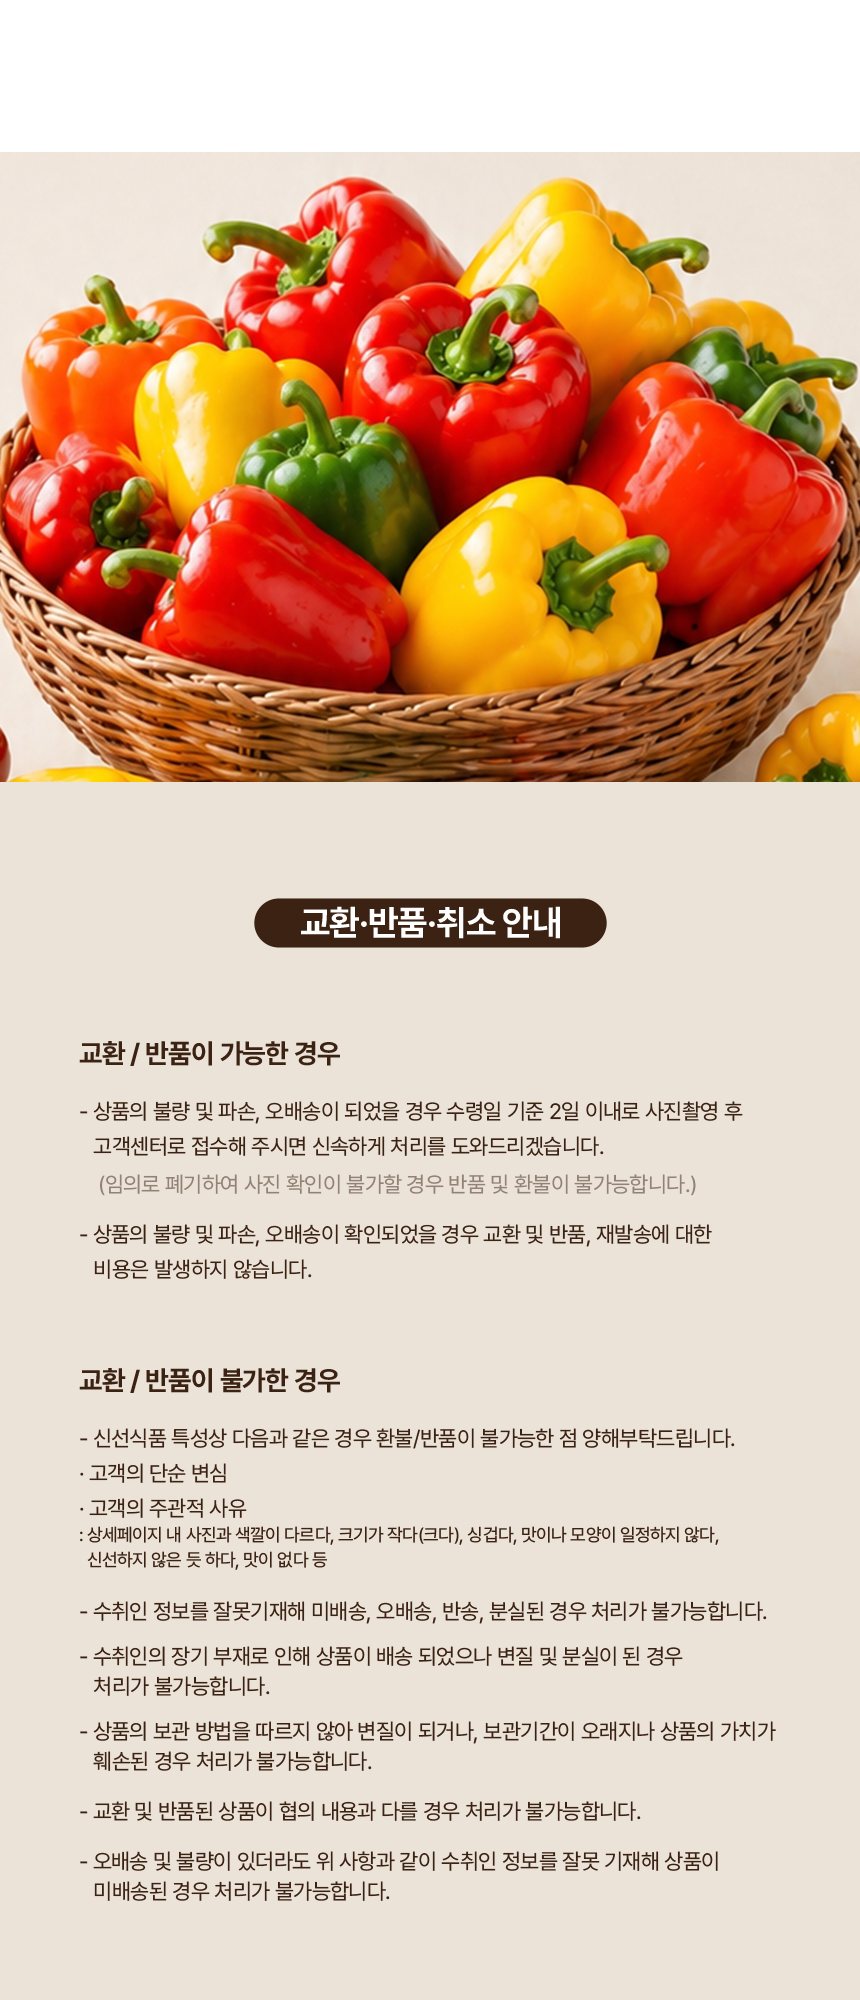 교환·반품·취소 안내
교환 / 반품이 가능한 경우
- 상품의 불량 및 파손, 오배송이 되었을 경우 수령일 기준 2일 이내로 사진촬영 후
고객센터로 접수해 주시면 신속하게 처리를 도와드리겠습니다.
(임의로 폐기하여 사진 확인이 불가할 경우 반품 및 환불이 불가능합니다.)
- 상품의 불량 및 파손, 오배송이 확인되었을 경우 교환 및 반품, 재발송에 대한
비용은 발생하지 않습니다.
교환 / 반품이 불가한 경우
- 신선식품 특성상 다음과 같은 경우 환불/반품이 불가능한 점 양해부탁드립니다.
· 고객의 단순 변심
· 고객의 주관적 사유
: 상세페이지 내 사진과 색깔이 다르다, 크기가 작다(크다), 싱겁다, 맛이나 모양이 일정하지 않다,
신선하지 않은 듯 하다, 맛이 없다 등
- 수취인 정보를 잘못기재해 미배송, 오배송, 반송, 분실된 경우 처리가 불가능합니다.
- 수취인의 장기 부재로 인해 상품이 배송 되었으나 변질 및 분실이 된 경우
처리가 불가능합니다.
- 상품의 보관 방법을 따르지 않아 변질이 되거나, 보관기간이 오래지나 상품의 가치가
훼손된 경우 처리가 불가능합니다.
- 교환 및 반품된 상품이 협의 내용과 다를 경우 처리가 불가능합니다.
- 오배송 및 불량이 있더라도 위 사항과 같이 수취인 정보를 잘못 기재해 상품이
미배송된 경우 처리가 불가능합니다.